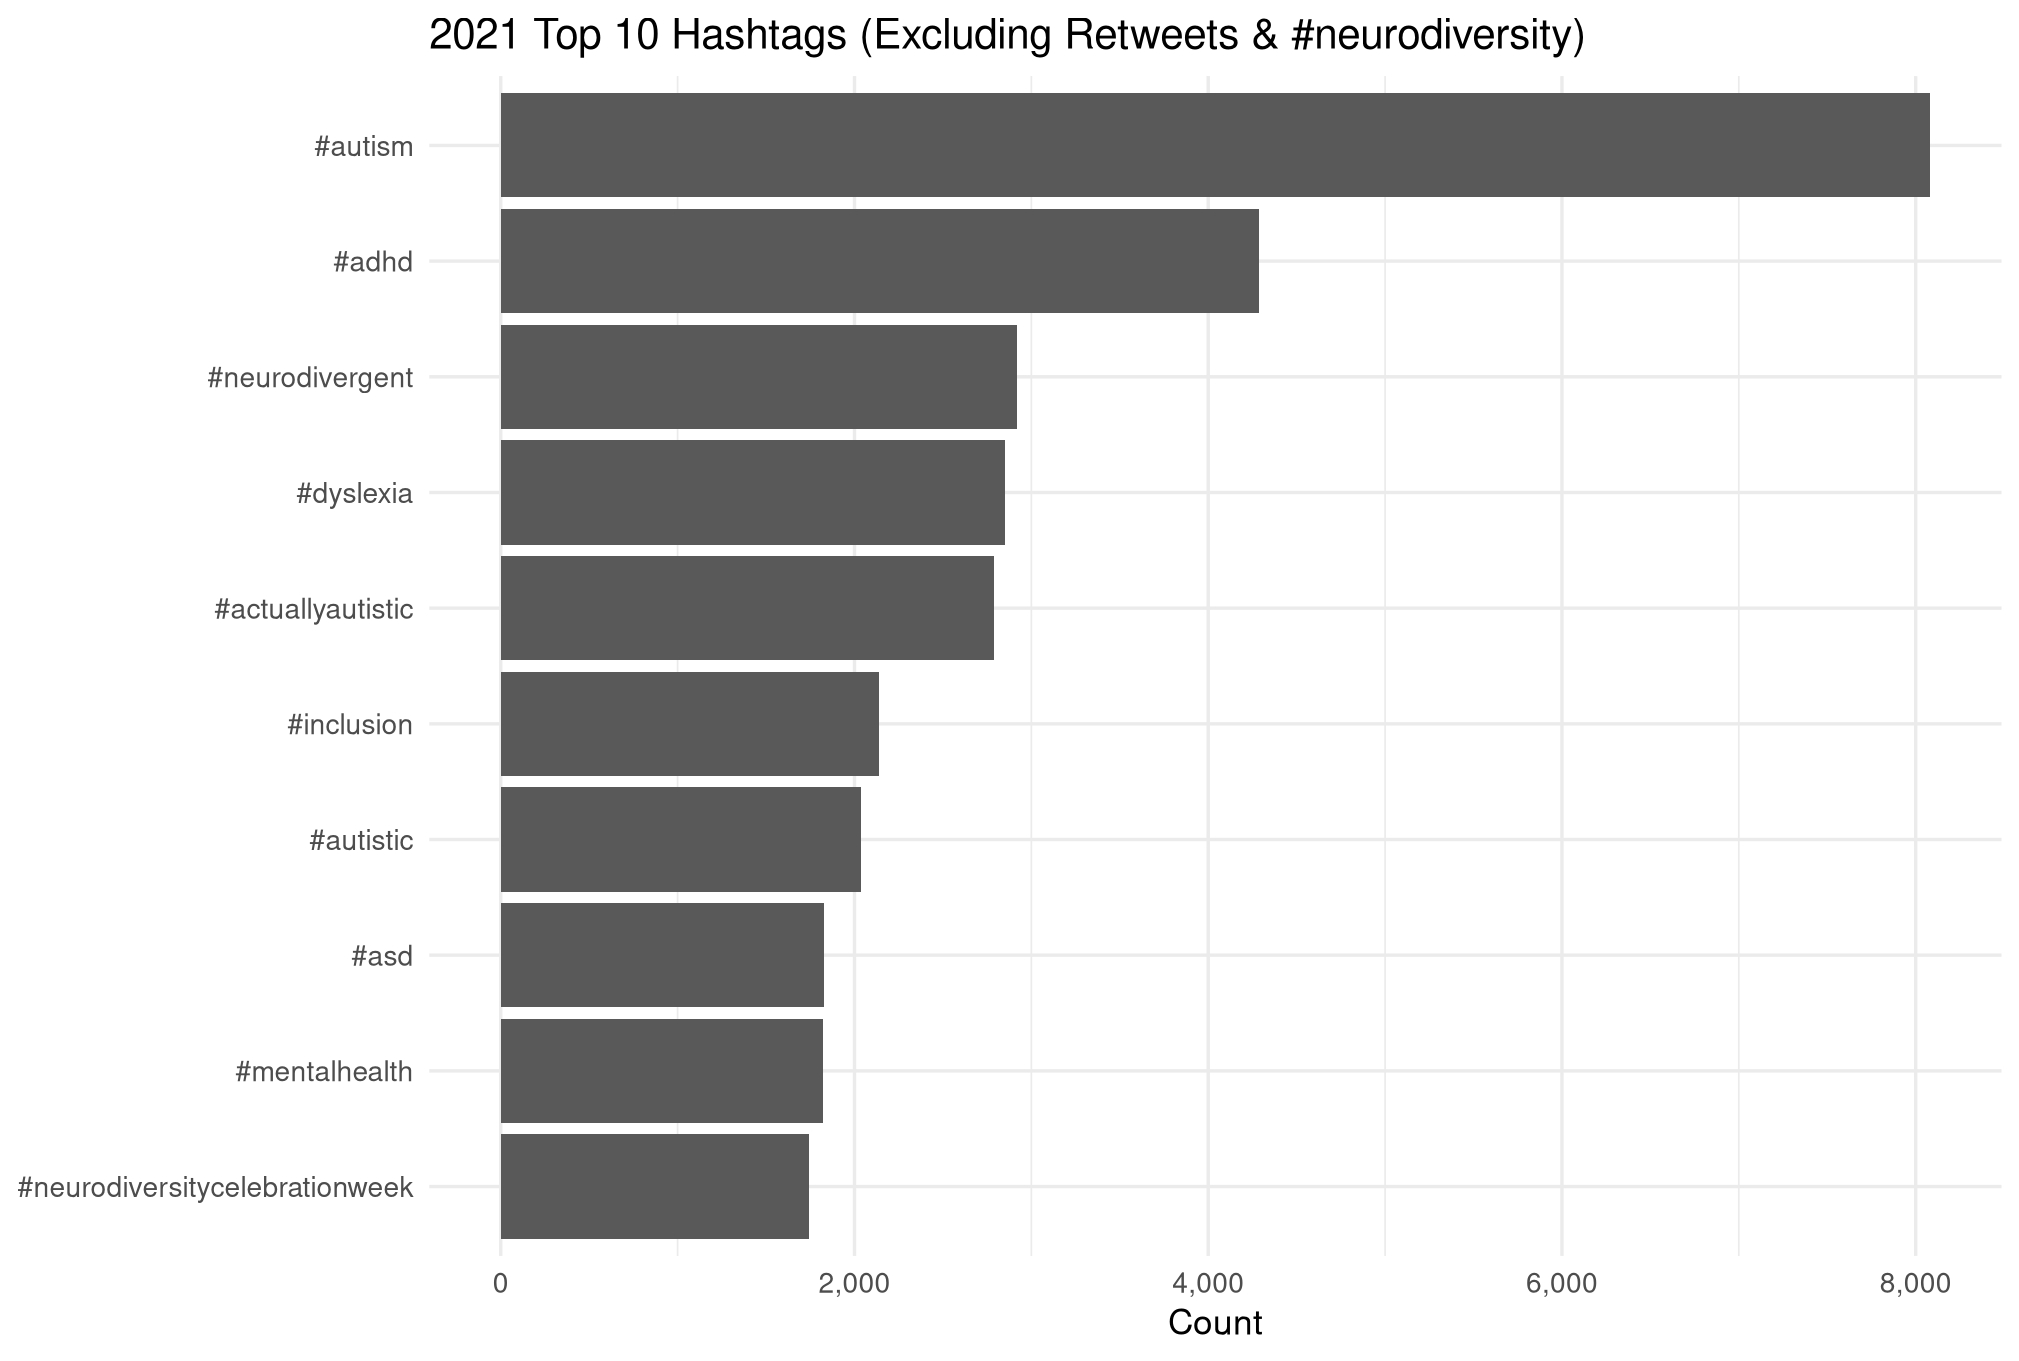 2021 Top 10 Hashtags (Excluding Retweets & #neurodiversity)
#autism
#adhd
#neurodivergent
#dyslexia
#actuallyautistic
#inclusion
#autistic
#asd
#mentalhealth
#neurodiversitycelebrationweek
0 2,000 4,000 6,000 8,000
Count